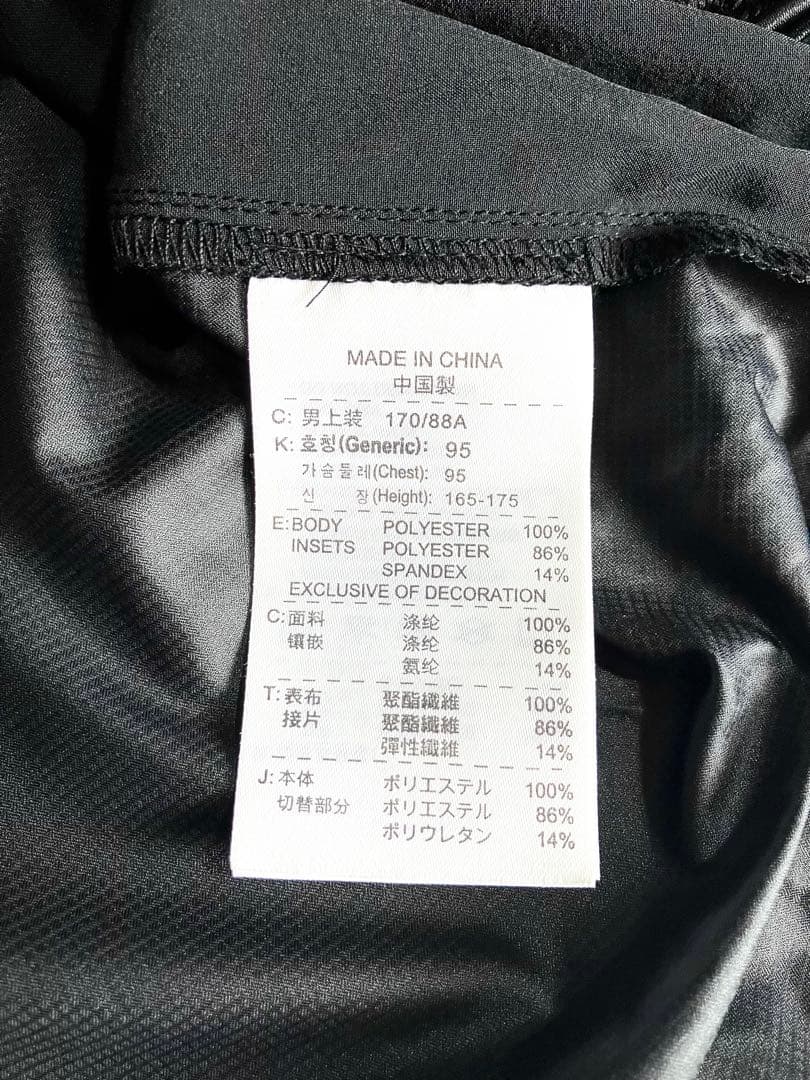 MADE IN CHINA
中国製
C: 男上装 170/88A
K: 호칭(Generic): 95
가슴둘레(Chest): 95
신 장(Height): 165-175
E: BODY POLYESTER 100%
INSETS POLYESTER 86%
SPANDEX 14%
EXCLUSIVE OF DECORATION
C: 面料 涤纶 100%
镶嵌 涤纶 86%
氨纶 14%
T: 表布 聚酯纖維 100%
接片 聚酯纖維 86%
彈性纖維 14%
J: 本体 ポリエステル 100%
切替部分 ポリエステル 86%
ポリウレタン 14%